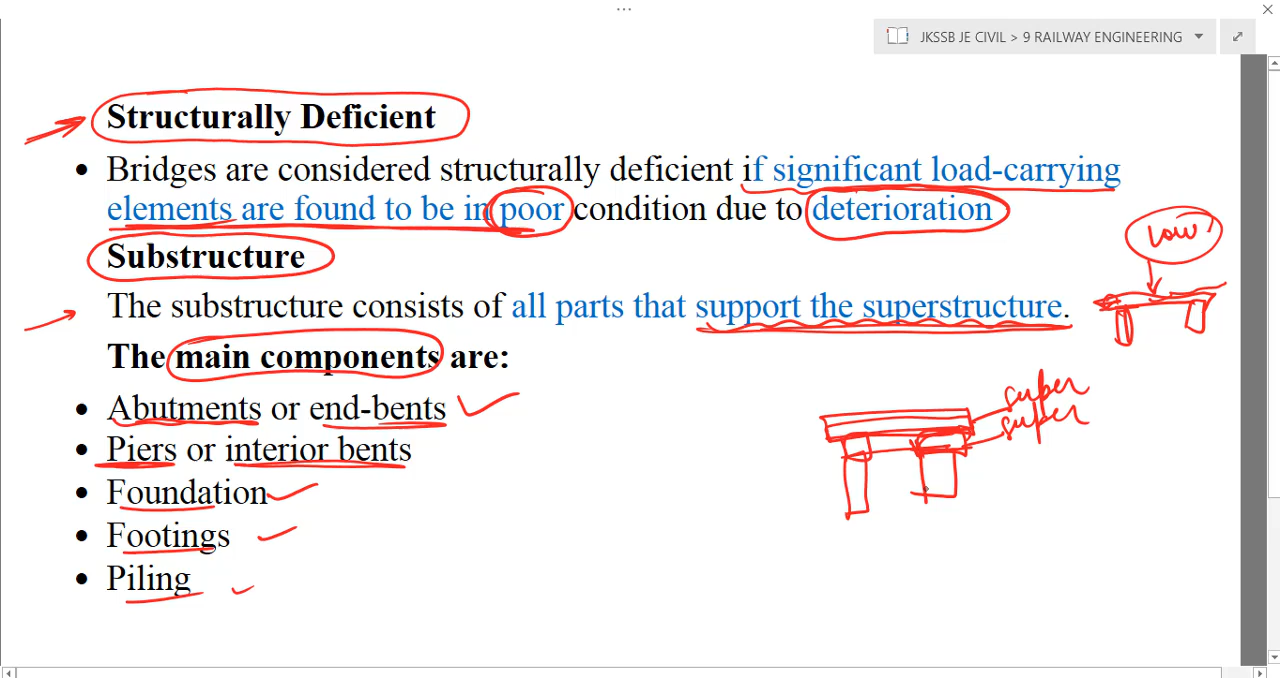 JKSSB JE CIVIL > 9 RAILWAY ENGINEERING
Structurally Deficient
• Bridges are considered structurally deficient if significant load-carrying
elements are found to be in poor condition due to deterioration
Substructure
The substructure consists of all parts that support the superstructure.
The main components are:
• Abutments or end-bents
• Piers or interior bents
• Foundation
• Footings
• Piling
super
super